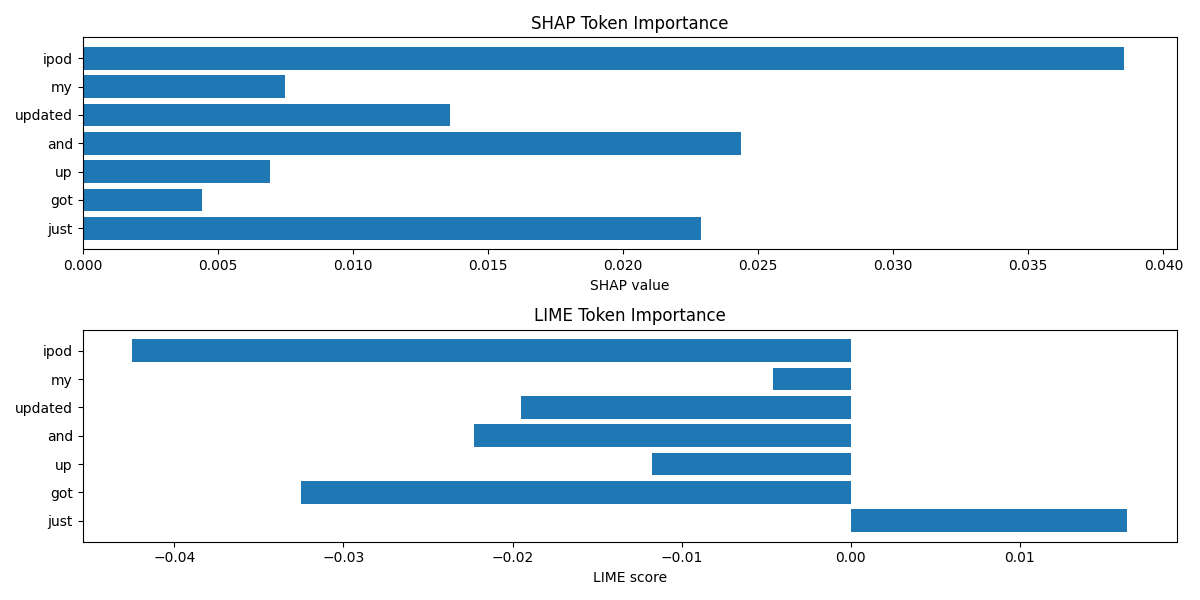 SHAP Token Importance
ipod
my
updated
and
up
got
just
0.000 0.005 0.010 0.015 0.020 0.025 0.030 0.035 0.040
SHAP value
LIME Token Importance
ipod
my
updated
and
up
got
just
−0.04 −0.03 −0.02 −0.01 0.00 0.01
LIME score